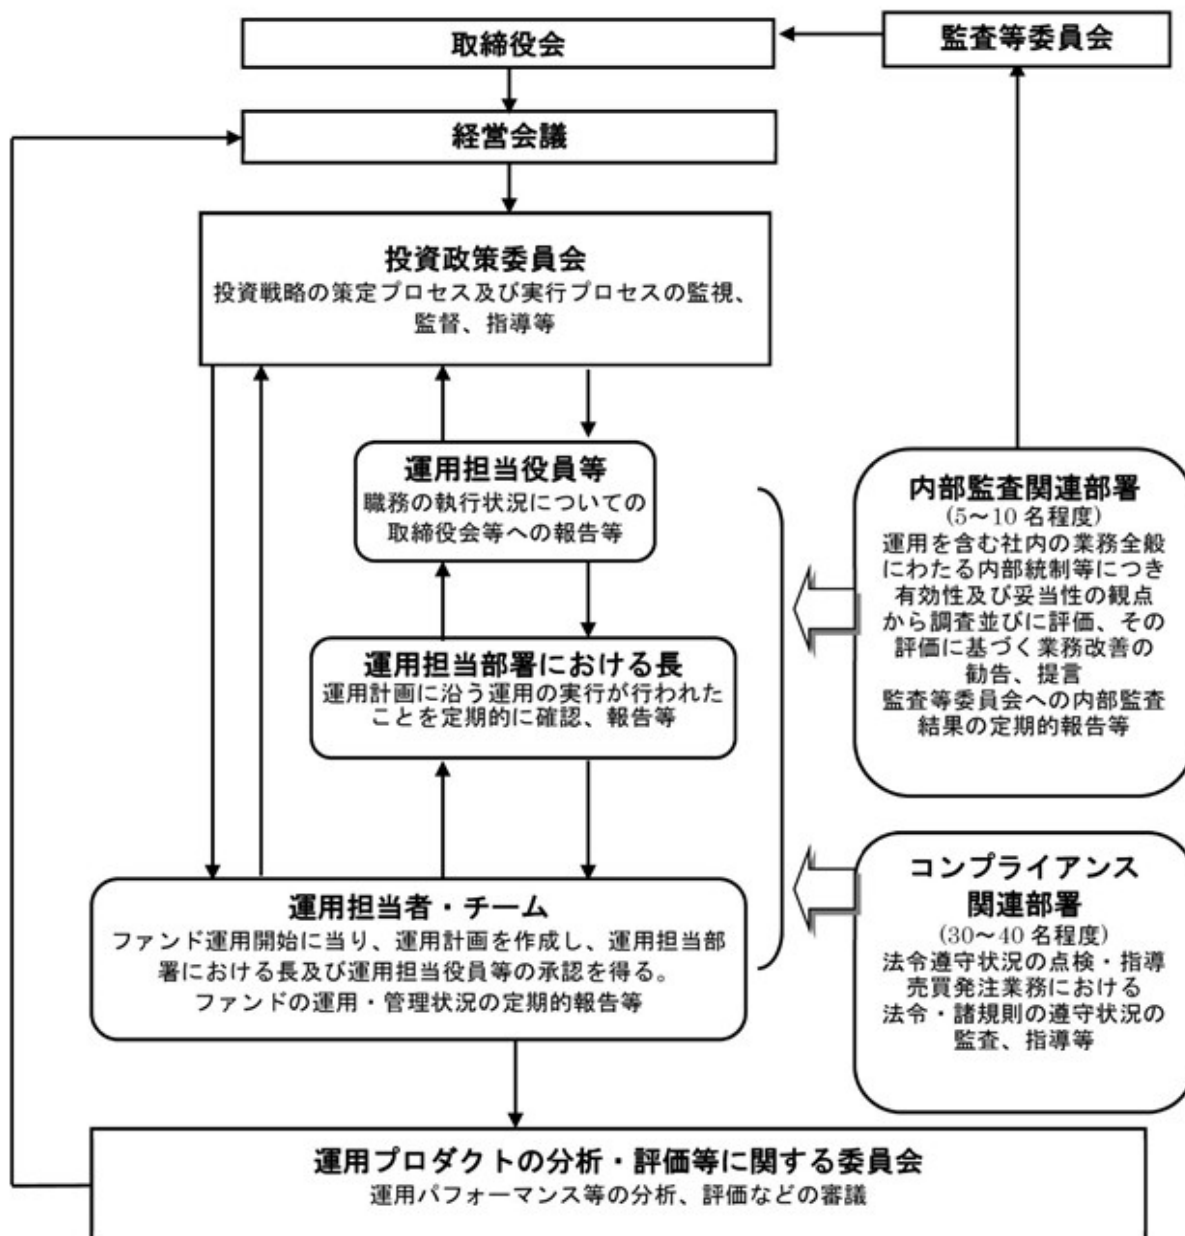 取締役会
監査等委員会
経営会議
投資政策委員会
投資戦略の策定プロセス及び実行プロセスの監視、
監督、指導等
運用担当役員等
職務の執行状況についての
取締役会等への報告等
運用担当部署における長
運用計画に沿う運用の実行が行われた
ことを定期的に確認、報告等
運用担当者・チーム
ファンド運用開始に当り、運用計画を作成し、運用担当部
署における長及び運用担当役員等の承認を得る。
ファンドの運用・管理状況の定期的報告等
内部監査関連部署
(5～10 名程度)
運用を含む社内の業務全般
にわたる内部統制等につき
有効性及び妥当性の観点
から調査並びに評価、その
評価に基づく業務改善の
勧告、提言
監査等委員会への内部監査
結果の定期的報告等
コンプライアンス
関連部署
(30～40 名程度)
法令遵守状況の点検・指導
売買発注業務における
法令・諸規則の遵守状況の
監査、指導等
運用プロダクトの分析・評価等に関する委員会
運用パフォーマンス等の分析、評価などの審議